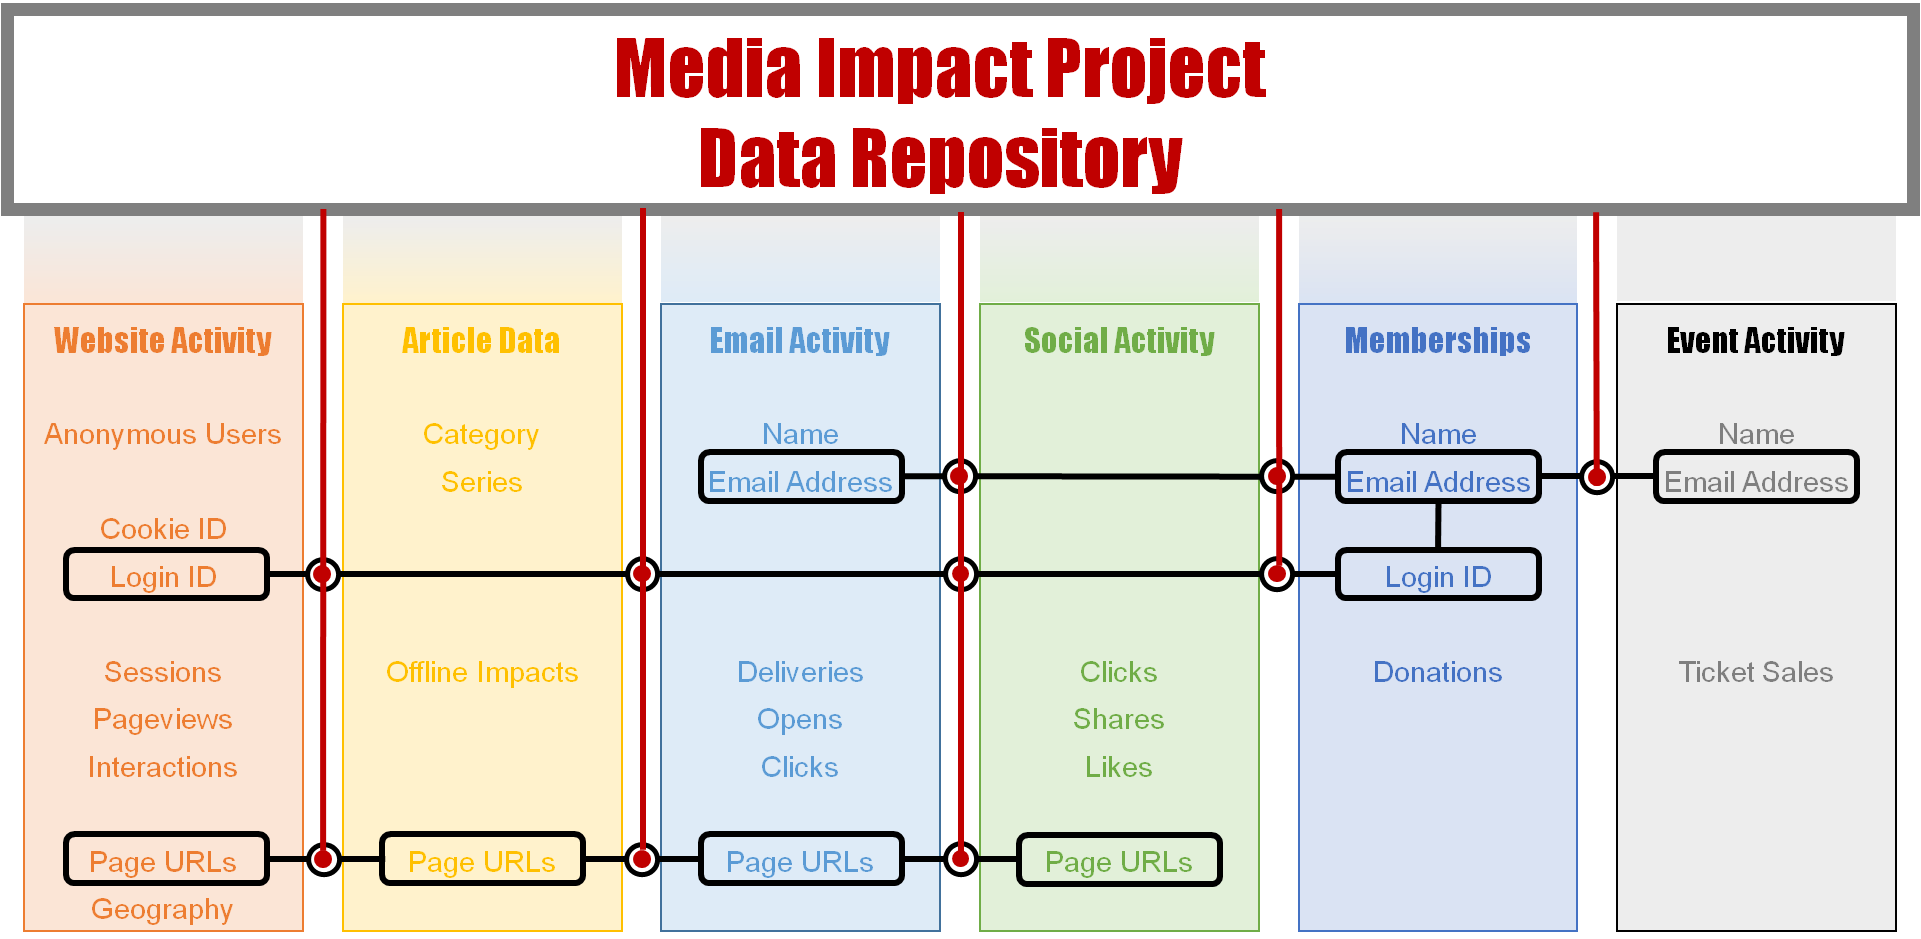 Media Impact Project
Data Repository
Website Activity
Anonymous Users
Cookie ID
Login ID
Sessions
Pageviews
Interactions
Page URLs
Geography
Article Data
Category
Series
Offline Impacts
Page URLs
Email Activity
Name
Email Address
Deliveries
Opens
Clicks
Page URLs
Social Activity
Clicks
Shares
Likes
Page URLs
Memberships
Name
Email Address
Login ID
Donations
Event Activity
Name
Email Address
Ticket Sales